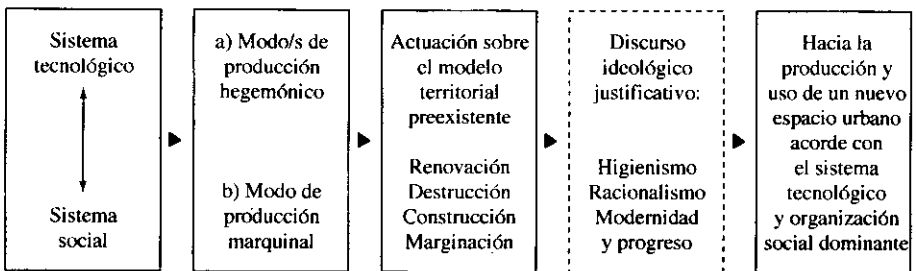 Sistema
tecnológico
Sistema
social
a) Modo/s de
producción
hegemónico
b) Modo de
producción
marquinal
Actuación sobre
el modelo
territorial
preexistente
Renovación
Destrucción
Construcción
Marginación
Discurso
ideológico
justificativo:
Higienismo
Racionalismo
Modernidad
y progreso
Hacia la
producción y
uso de un nuevo
espacio urbano
acorde con
el sistema
tecnológico
y organización
social dominante